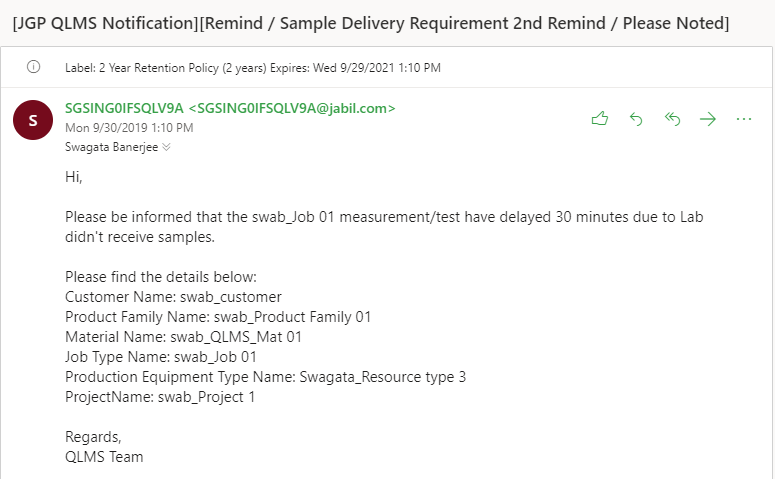 [JGP QLMS Notification][Remind / Sample Delivery Requirement 2nd Remind / Please Noted]
Label: 2 Year Retention Policy (2 years) Expires: Wed 9/29/2021 1:10 PM
S
SGSING0IFSQLV9A <SGSING0IFSQLV9A@jabil.com>
Mon 9/30/2019 1:10 PM
Swagata Banerjee
Hi,
Please be informed that the swab_Job 01 measurement/test have delayed 30 minutes due to Lab
didn't receive samples.
Please find the details below:
Customer Name: swab_customer
Product Family Name: swab_Product Family 01
Material Name: swab_QLMS_Mat 01
Job Type Name: swab_Job 01
Production Equipment Type Name: Swagata_Resource type 3
ProjectName: swab_Project 1
Regards,
QLMS Team